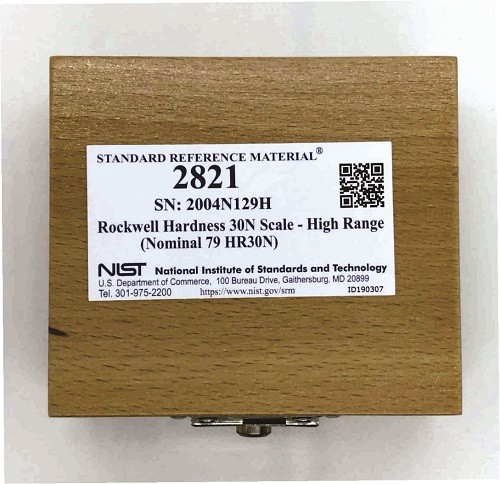 STANDARD REFERENCE MATERIAL®
2821
SN: 2004N129H
Rockwell Hardness 30N Scale - High Range
(Nominal 79 HR30N)
NIST National Institute of Standards and Technology
U.S. Department of Commerce, 100 Bureau Drive, Gaithersburg, MD 20899
Tel. 301-975-2200 https://www.nist.gov/srm ID190307